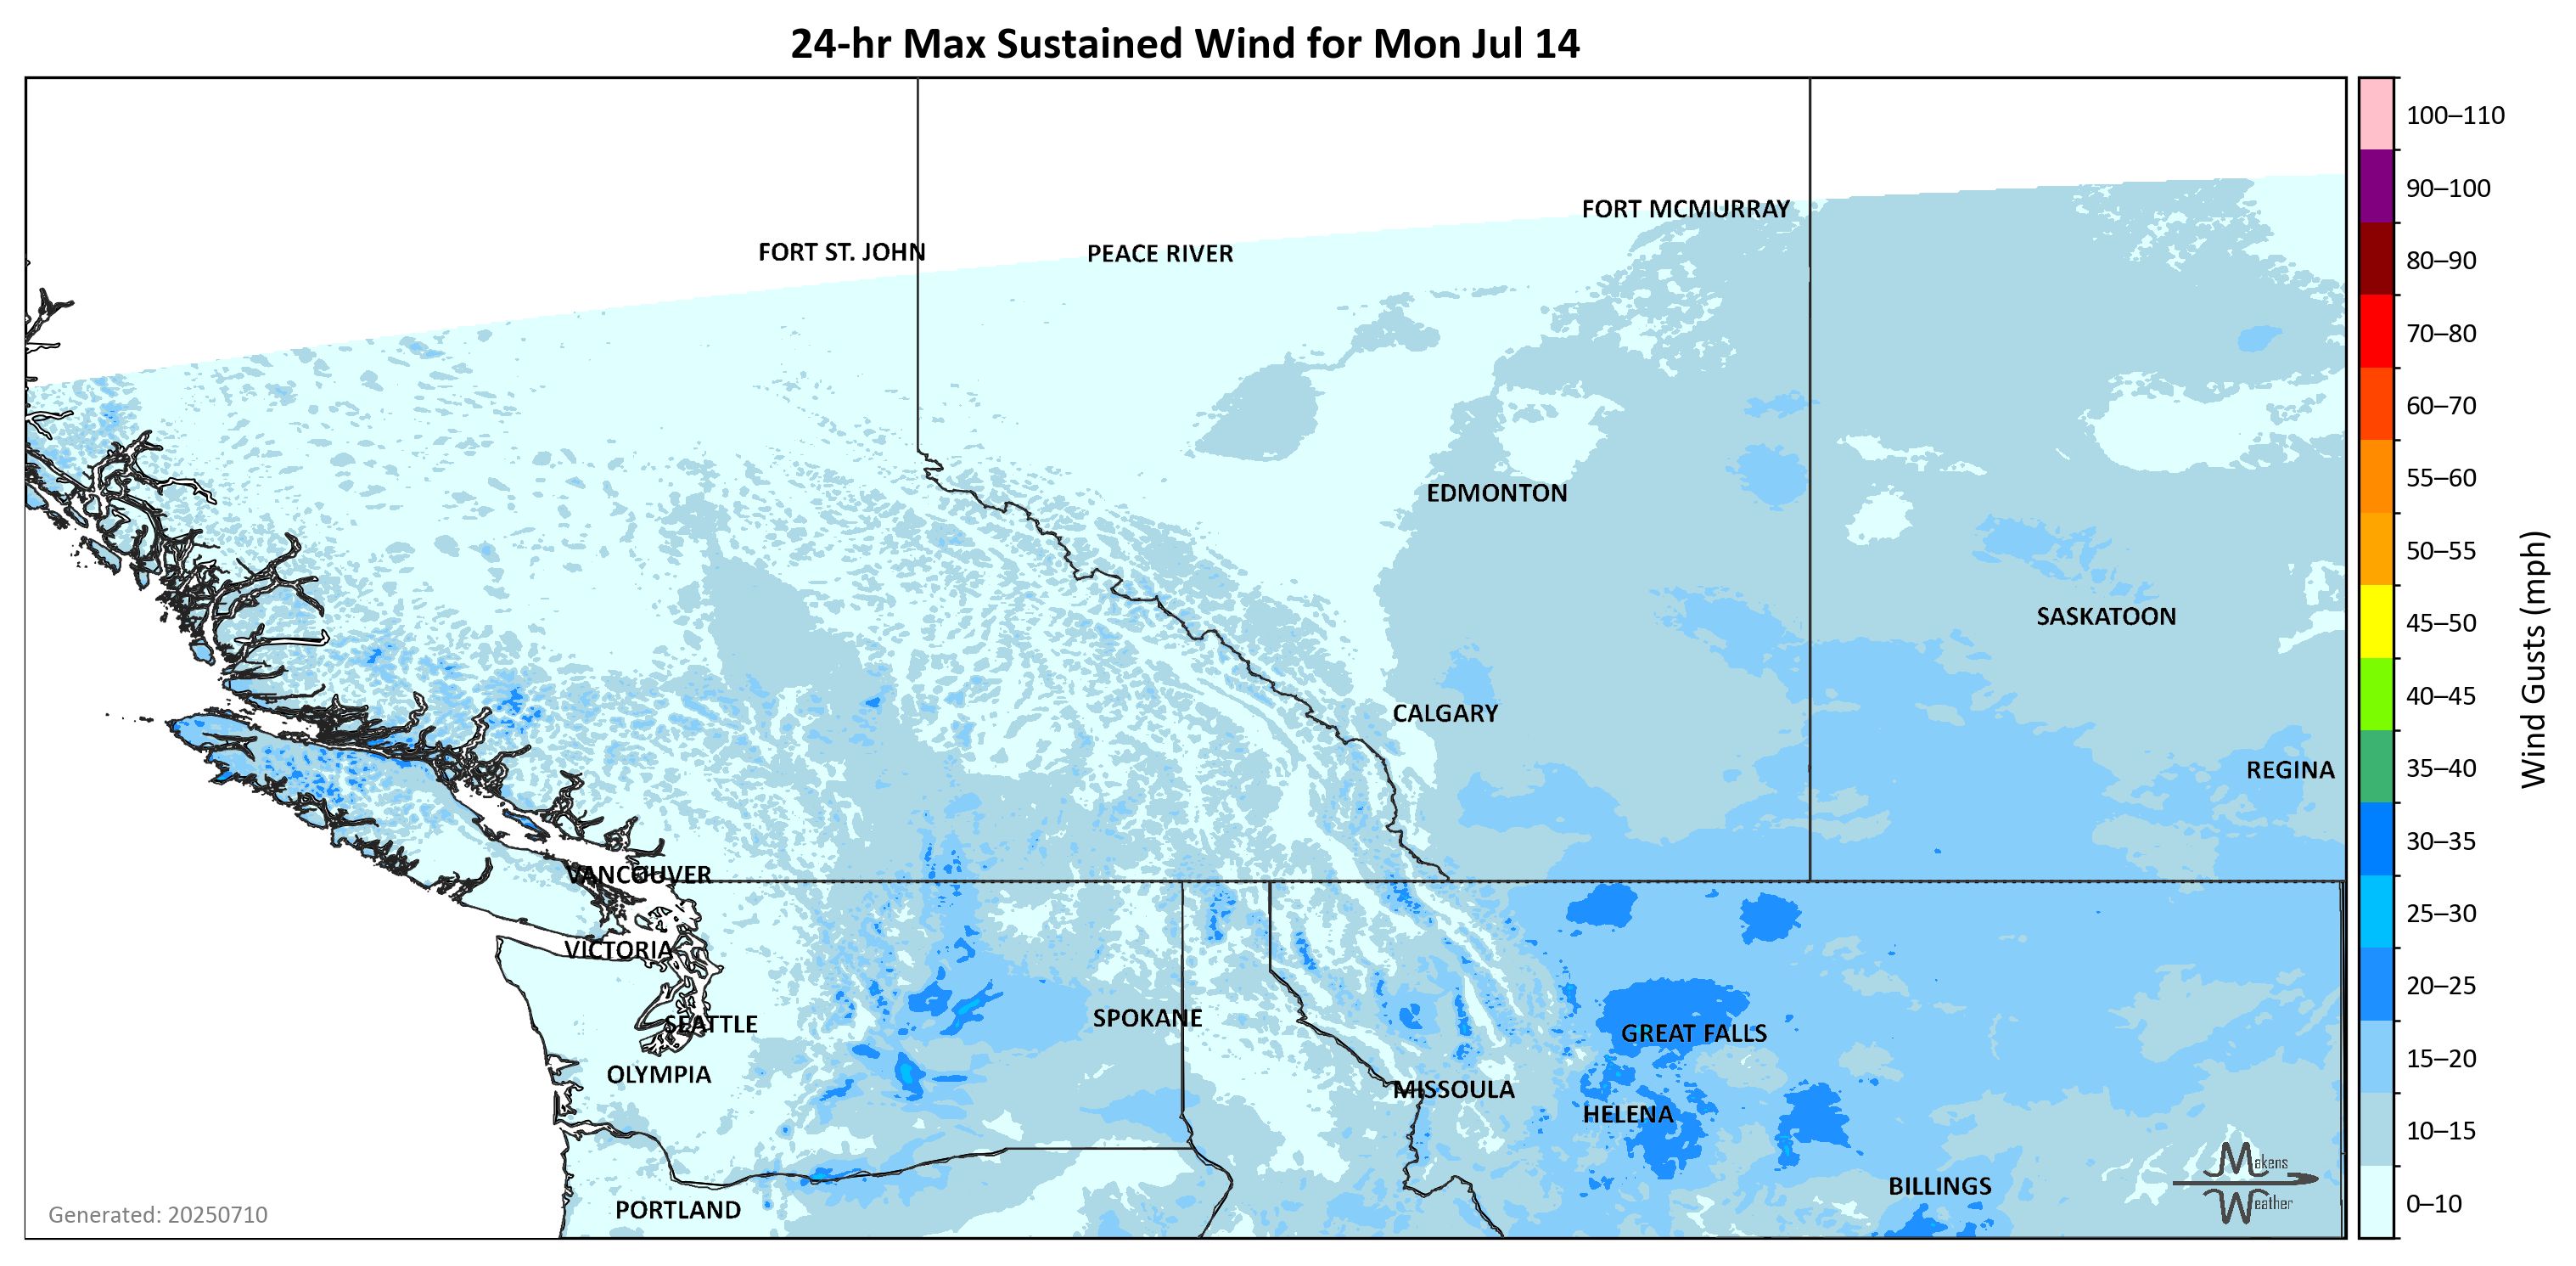 24-hr Max Sustained Wind for Mon Jul 14
100–110
90–100
80–90
70–80
60–70
55–60
50–55
45–50
40–45
35–40
30–35
25–30
20–25
15–20
10–15
0–10
Wind Gusts (mph)
FORT MCMURRAY
FORT ST. JOHN
PEACE RIVER
EDMONTON
SASKATOON
CALGARY
REGINA
VANCOUVER
VICTORIA
SEATTLE
SPOKANE
GREAT FALLS
OLYMPIA
MISSOULA
HELENA
BILLINGS
PORTLAND
Makens
Weather
Generated: 20250710